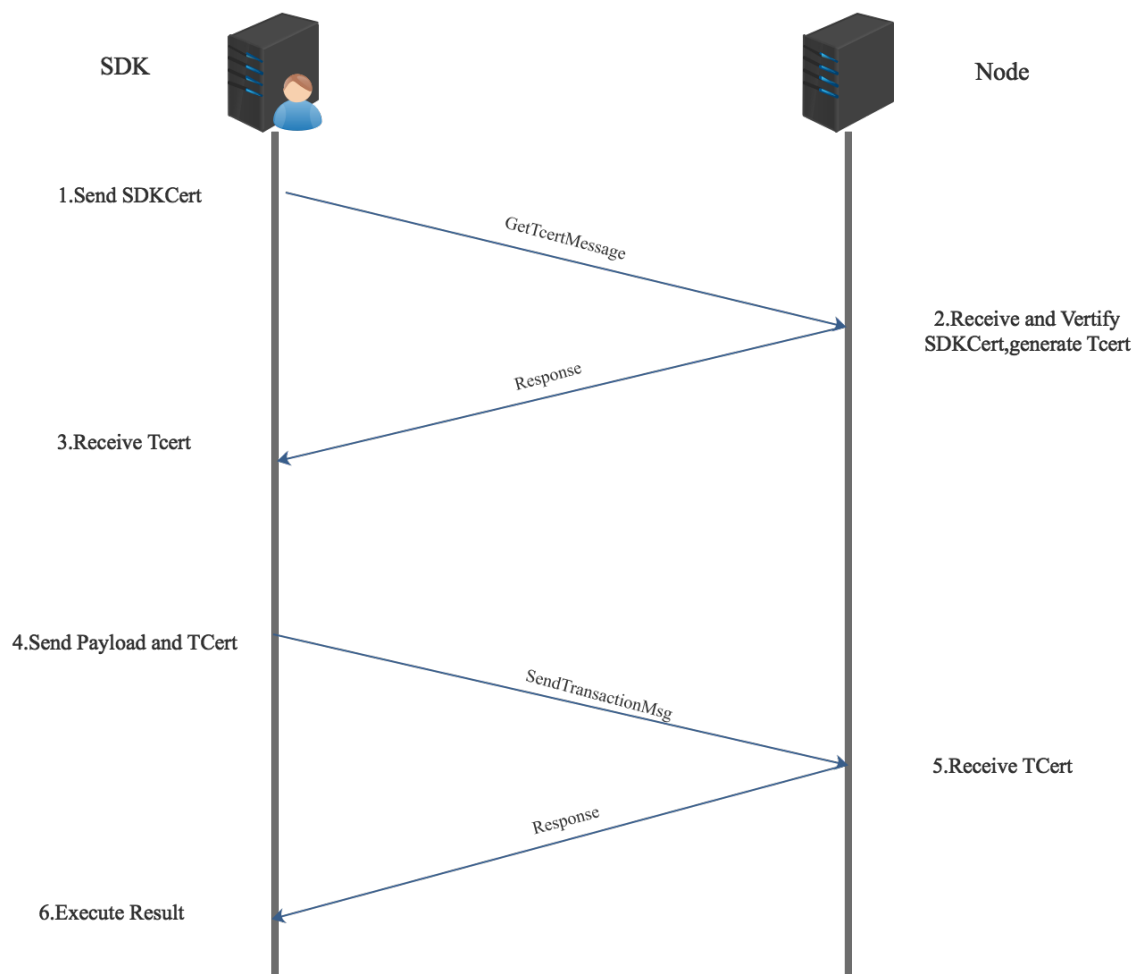 SDK
Node
1.Send SDKCert
GetTcertMessage
2.Receive and Vertify
SDKCert,generate Tcert
Response
3.Receive Tcert
4.Send Payload and TCert
SendTransactionMsg
5.Receive TCert
Response
6.Execute Result